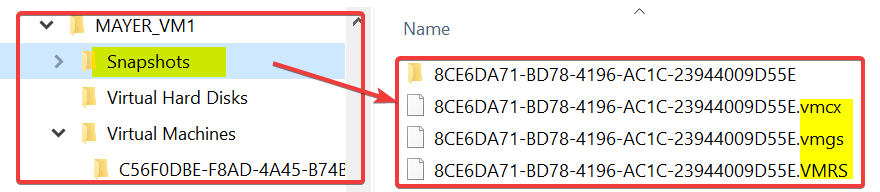 MAYER_VM1
Snapshots
Virtual Hard Disks
Virtual Machines
C56F0DBE-F8AD-4A45-B74B
Name
8CE6DA71-BD78-4196-AC1C-23944009D55E
8CE6DA71-BD78-4196-AC1C-23944009D55E.vmcx
8CE6DA71-BD78-4196-AC1C-23944009D55E.vmgs
8CE6DA71-BD78-4196-AC1C-23944009D55E.VMRS